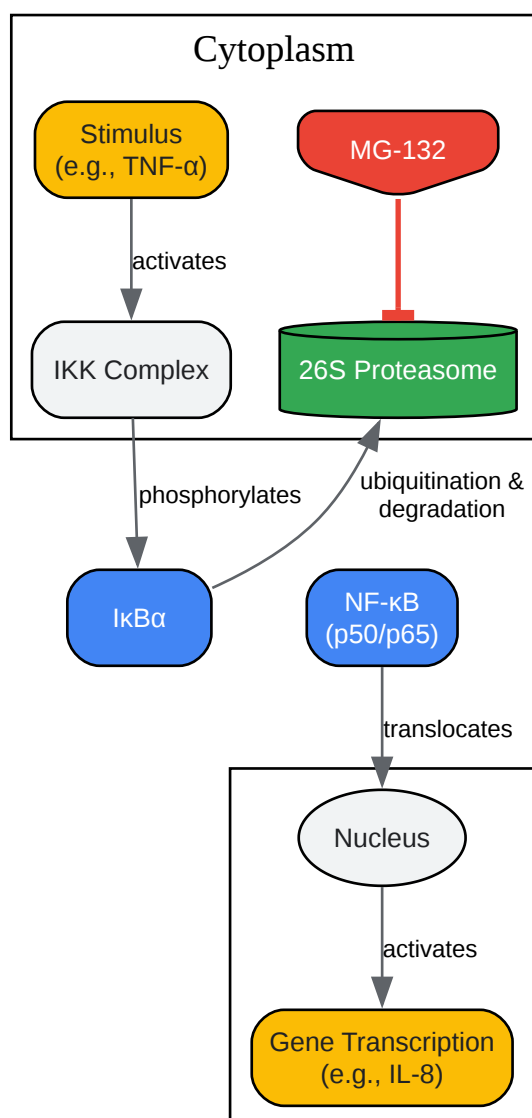 Cytoplasm
Stimulus
(e.g., TNF-α)
MG-132
activates
IKK Complex
26S Proteasome
phosphorylates
ubiquitination &
degradation
IκBα
NF-κB
(p50/p65)
translocates
Nucleus
activates
Gene Transcription
(e.g., IL-8)